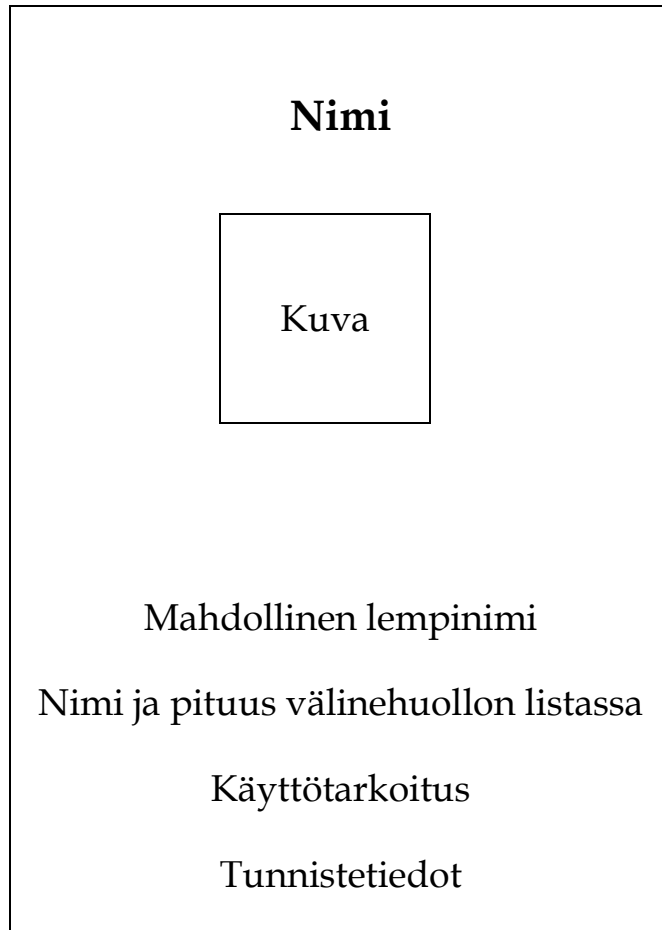 Nimi
Kuva
Mahdollinen lempinimi
Nimi ja pituus välinehuollon listassa
Käyttötarkoitus
Tunnistetiedot